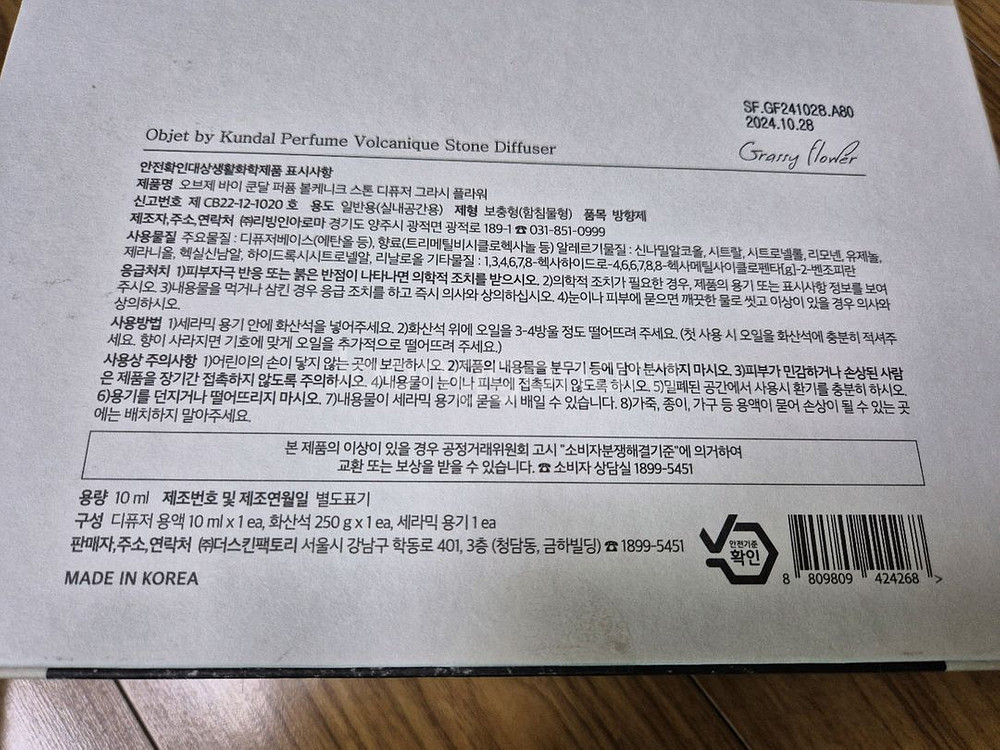 SF.GF241028.A80
2024.10.28
Objet by Kundal Perfume Volcanique Stone Diffuser
Grassy flower
안전확인대상생활화학제품 표시사항
제품명 오브제 바이 쿤달 퍼퓸 볼케니크 스톤 디퓨저 그라시 플라워
신고번호 제 CB22-12-1020 호 용도 일반용(실내공간용) 제형 보충형(함침물형) 품목 방향제
제조자,주소,연락처 ㈜리빙인아로마 경기도 양주시 광적면 광적로 189-1 ☎ 031-851-0999
사용물질 주요물질 : 디퓨저베이스(에탄올 등), 향료(트리메틸비시클로헥사놀 등) 알레르기물질 : 신나밀알코올, 시트랄, 시트로넬롤, 리모넨, 유제놀,
제라니올, 헥실신남알, 하이드록시시트로넬알, 리날로올 기타물질 : 1,3,4,6,7,8-헥사하이드로-4,6,6,7,8,8-헥사메틸사이클로펜타[g]-2-벤조피란
응급처치 1)피부자극 반응 또는 붉은 반점이 나타나면 의학적 조치를 받으시오. 2)의학적 조치가 필요한 경우, 제품의 용기 또는 표시사항 정보를 보여
주시오. 3)내용물을 먹거나 삼킨 경우 응급 조치를 하고 즉시 의사와 상의하십시오. 4)눈이나 피부에 묻으면 깨끗한 물로 씻고 이상이 있을 경우 의사와
상의하시오.
사용방법 1)세라믹 용기 안에 화산석을 넣어주세요. 2)화산석 위에 오일을 3-4방울 정도 떨어뜨려 주세요. (첫 사용 시 오일을 화산석에 충분히 적셔주
세요. 향이 사라지면 기호에 맞게 오일을 추가적으로 떨어뜨려 주세요.)
사용상 주의사항 1)어린이의 손이 닿지 않는 곳에 보관하시오. 2)제품의 내용물을 분무기 등에 담아 분사하지 마시오. 3)피부가 민감하거나 손상된 사람
은 제품을 장기간 접촉하지 않도록 주의하시오. 4)내용물이 눈이나 피부에 접촉되지 않도록 하시오. 5)밀폐된 공간에서 사용시 환기를 충분히 하시오.
6)용기를 던지거나 떨어뜨리지 마시오. 7)내용물이 세라믹 용기에 묻을 시 배일 수 있습니다. 8)가죽, 종이, 가구 등 용액이 묻어 손상이 될 수 있는 곳
에는 배치하지 말아주세요.
본 제품의 이상이 있을 경우 공정거래위원회 고시 "소비자분쟁해결기준"에 의거하여
교환 또는 보상을 받을 수 있습니다. ☎ 소비자 상담실 1899-5451
용량 10 ml 제조번호 및 제조연월일 별도표기
구성 디퓨저 용액 10 ml x 1 ea, 화산석 250 g x 1 ea, 세라믹 용기 1 ea
판매자,주소,연락처 ㈜더스킨팩토리 서울시 강남구 학동로 401, 3층 (청담동, 금하빌딩) ☎ 1899-5451
안전기준
확인
8 809809 424268 >
MADE IN KOREA